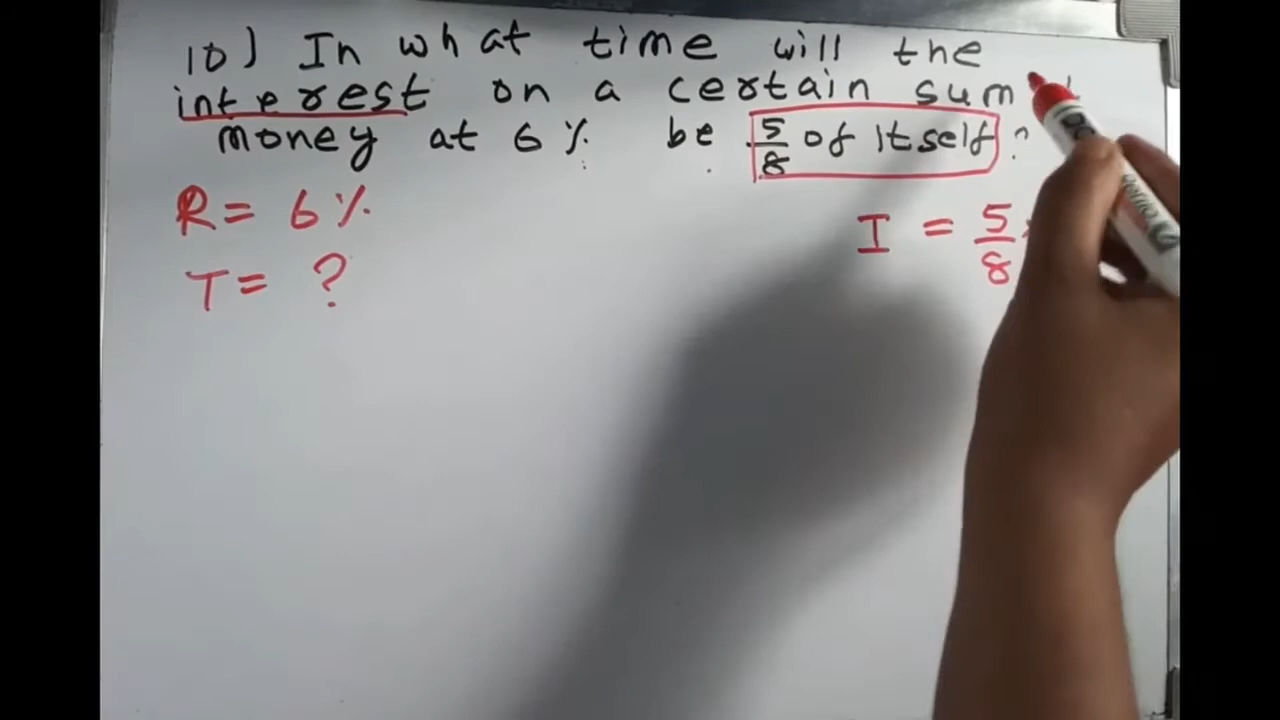 10) In what time will the
interest on a certain sum
money at 6% be 5/8 of itself?
R = 6%
I = 5/8
T = ?